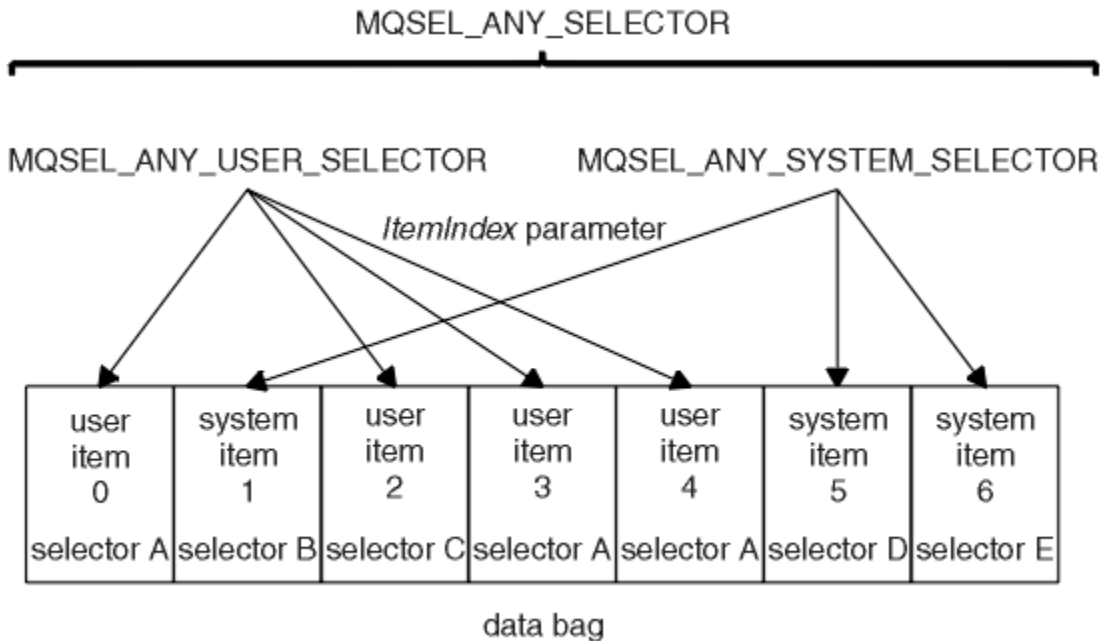 MQSEL_ANY_SELECTOR
MQSEL_ANY_USER_SELECTOR
MQSEL_ANY_SYSTEM_SELECTOR
ItemIndex parameter
user
item
0
selector A
system
item
1
selector B
user
item
2
selector C
user
item
3
selector A
user
item
4
selector A
system
item
5
selector D
system
item
6
selector E
data bag